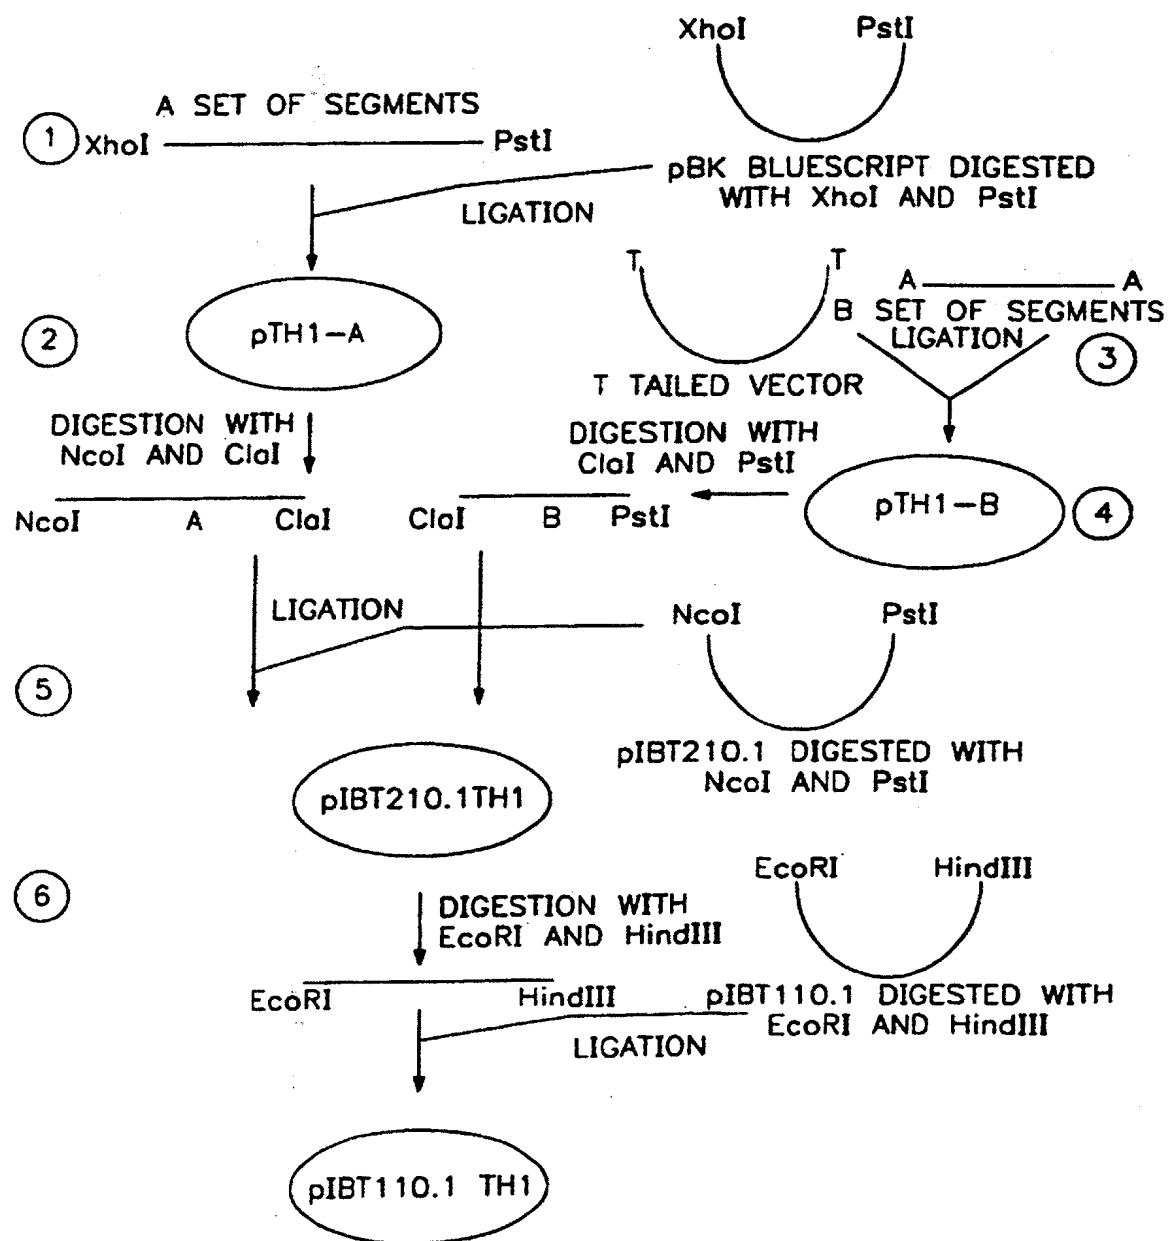 XhoI PstI
A SET OF SEGMENTS
1 XhoI PstI
pBK BLUESCRIPT DIGESTED
WITH XhoI AND PstI
LIGATION
T T
A A
B SET OF SEGMENTS
LIGATION
3
2
pTH1-A
T TAILED VECTOR
DIGESTION WITH
NcoI AND ClaI
DIGESTION WITH
ClaI AND PstI
NcoI A ClaI
ClaI B PstI
pTH1-B
4
LIGATION
NcoI PstI
5
pIBT210.1 DIGESTED WITH
NcoI AND PstI
pIBT210.1TH1
6
EcoRI HindIII
DIGESTION WITH
EcoRI AND HindIII
EcoRI HindIII
pIBT110.1 DIGESTED WITH
EcoRI AND HindIII
LIGATION
pIBT110.1 TH1